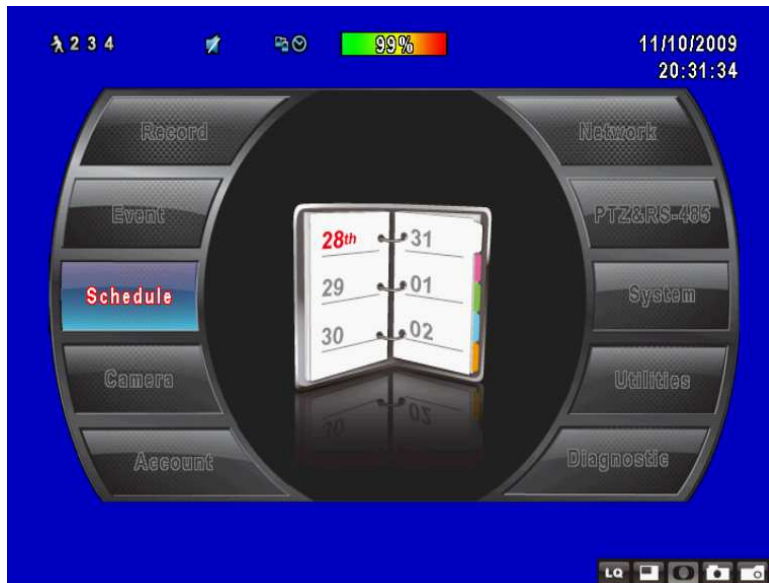 2 3 4
99%
11/10/2009
20:31:34
Record
Event
Schedule
Camera
Account
28th
29
30
31
01
02
Network
PTZ&RS-485
System
Utilities
Diagnostic
LQ